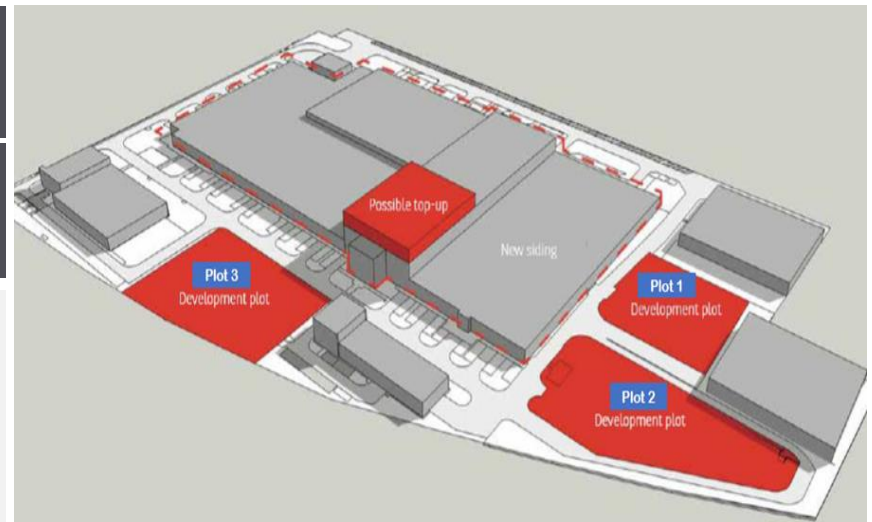 Possible top-up
New siding
Plot 3
Development plot
Plot 1
Development plot
Plot 2
Development plot